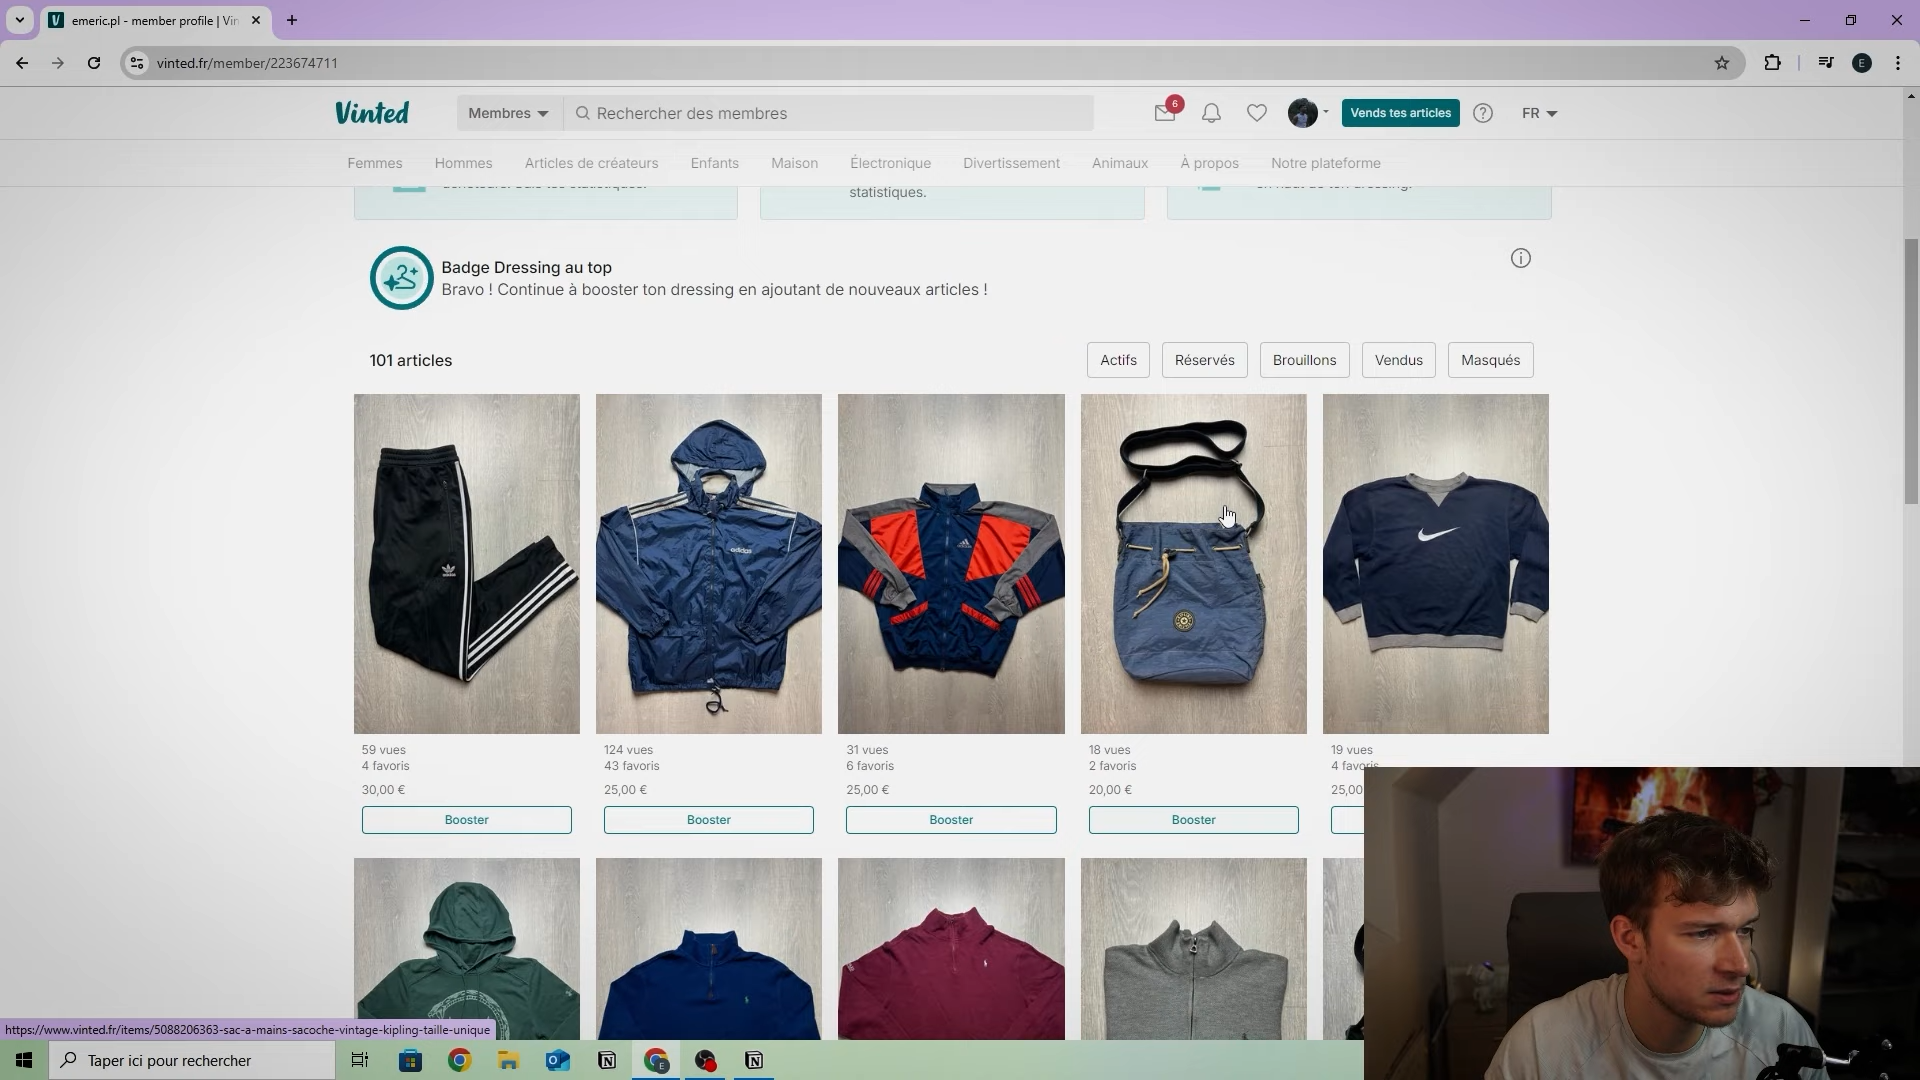 emeric.pl - member profile | Vin
vinted.fr/member/223674711
E
Vinted
Membres
Rechercher des membres
6
Vends tes articles
FR
Femmes
Hommes
Articles de créateurs
Enfants
Maison
Électronique
Divertissement
Animaux
À propos
Notre plateforme
statistiques.
Badge Dressing au top
Bravo ! Continue à booster ton dressing en ajoutant de nouveaux articles !
101 articles
Actifs
Réservés
Brouillons
Vendus
Masqués
adidas
59 vues
4 favoris
30,00 €
Booster
124 vues
43 favoris
25,00 €
Booster
31 vues
6 favoris
25,00 €
Booster
18 vues
2 favoris
20,00 €
Booster
19 vues
4 favoris
25,00
https://www.vinted.fr/items/5088206363-sac-a-mains-sacoche-vintage-kipling-taille-unique
Taper ici pour rechercher